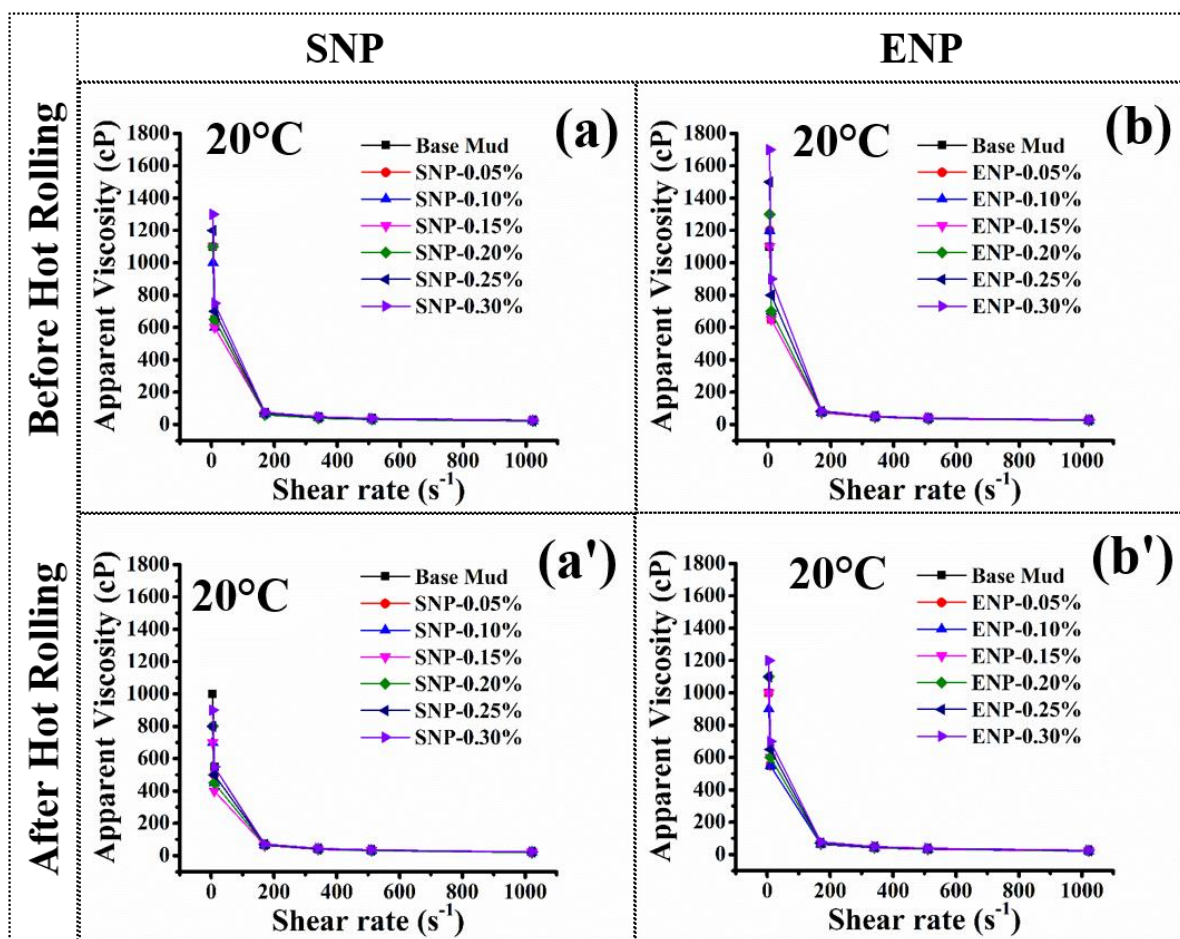 SNP
ENP
Before Hot Rolling
After Hot Rolling
(a)
20°C
Apparent Viscosity (cP)
1800
1600
1400
1200
1000
800
600
400
200
0
Base Mud
SNP-0.05%
SNP-0.10%
SNP-0.15%
SNP-0.20%
SNP-0.25%
SNP-0.30%
0 200 400 600 800 1000
Shear rate (s⁻¹)
(b)
20°C
Apparent Viscosity (cP)
1800
1600
1400
1200
1000
800
600
400
200
0
Base Mud
ENP-0.05%
ENP-0.10%
ENP-0.15%
ENP-0.20%
ENP-0.25%
ENP-0.30%
0 200 400 600 800 1000
Shear rate (s⁻¹)
(a')
20°C
Apparent Viscosity (cP)
1800
1600
1400
1200
1000
800
600
400
200
0
Base Mud
SNP-0.05%
SNP-0.10%
SNP-0.15%
SNP-0.20%
SNP-0.25%
SNP-0.30%
0 200 400 600 800 1000
Shear rate (s⁻¹)
(b')
20°C
Apparent Viscosity (cP)
1800
1600
1400
1200
1000
800
600
400
200
0
Base Mud
ENP-0.05%
ENP-0.10%
ENP-0.15%
ENP-0.20%
ENP-0.25%
ENP-0.30%
0 200 400 600 800 1000
Shear rate (s⁻¹)